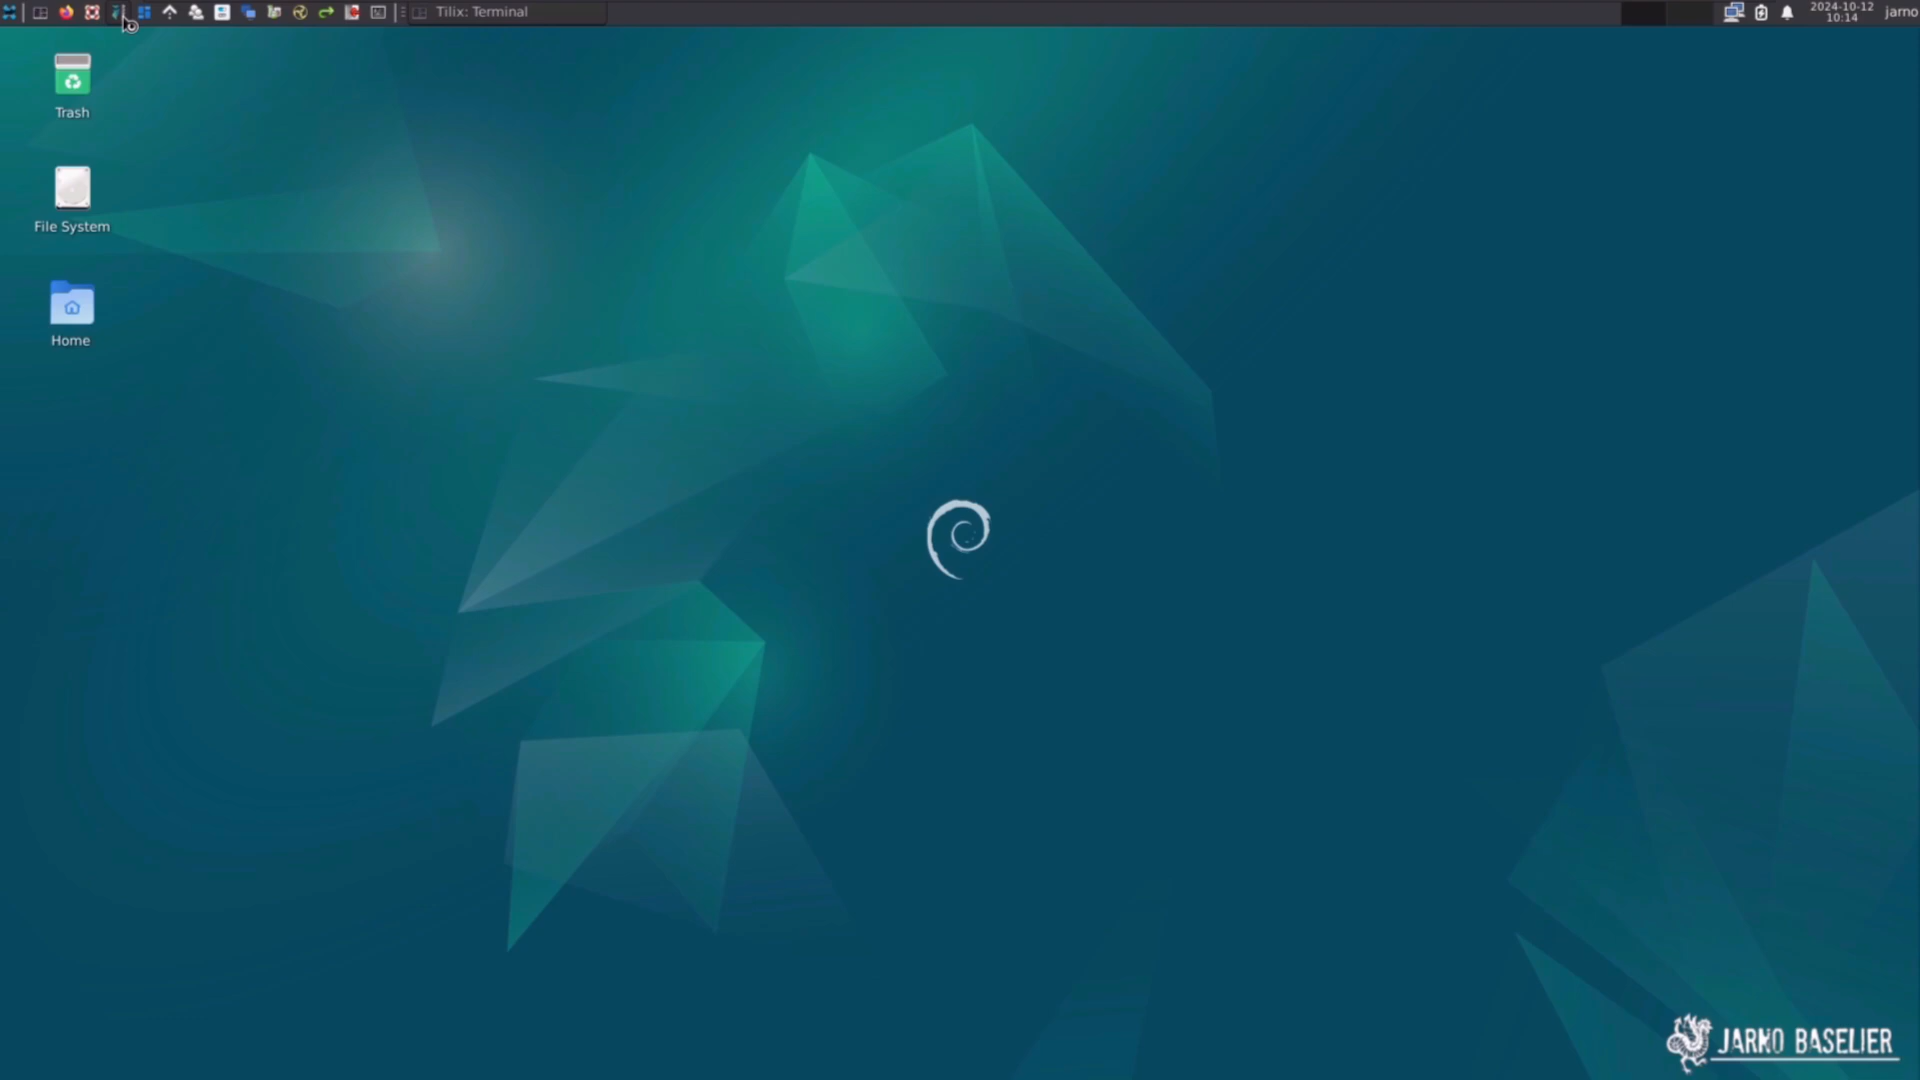 Tilix: Terminal
2024-10-12
10:14
jarno
Trash
File System
Home
JARNO BASELIER